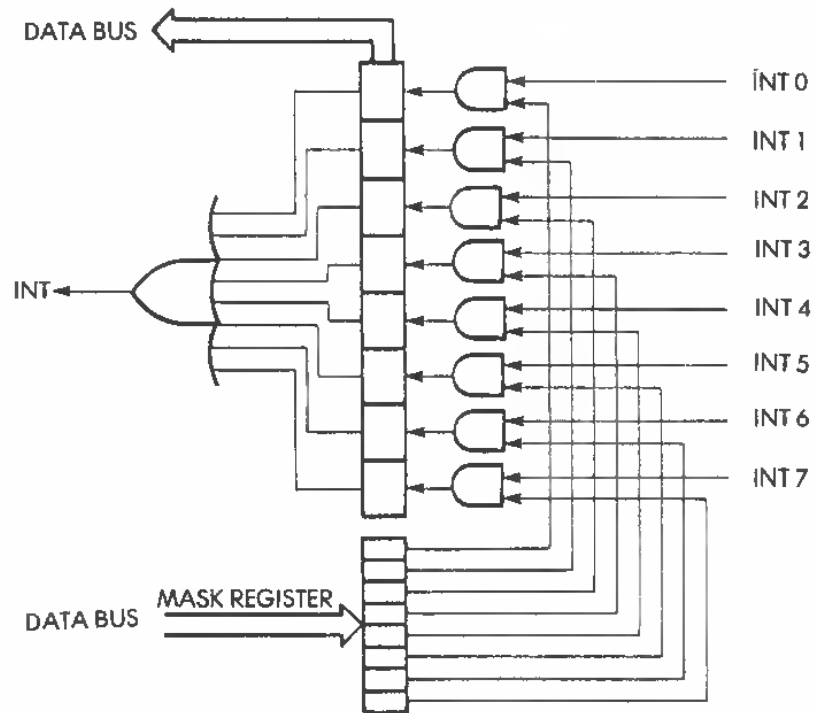 DATA BUS
INT 0
INT 1
INT 2
INT 3
INT
INT 4
INT 5
INT 6
INT 7
MASK REGISTER
DATA BUS